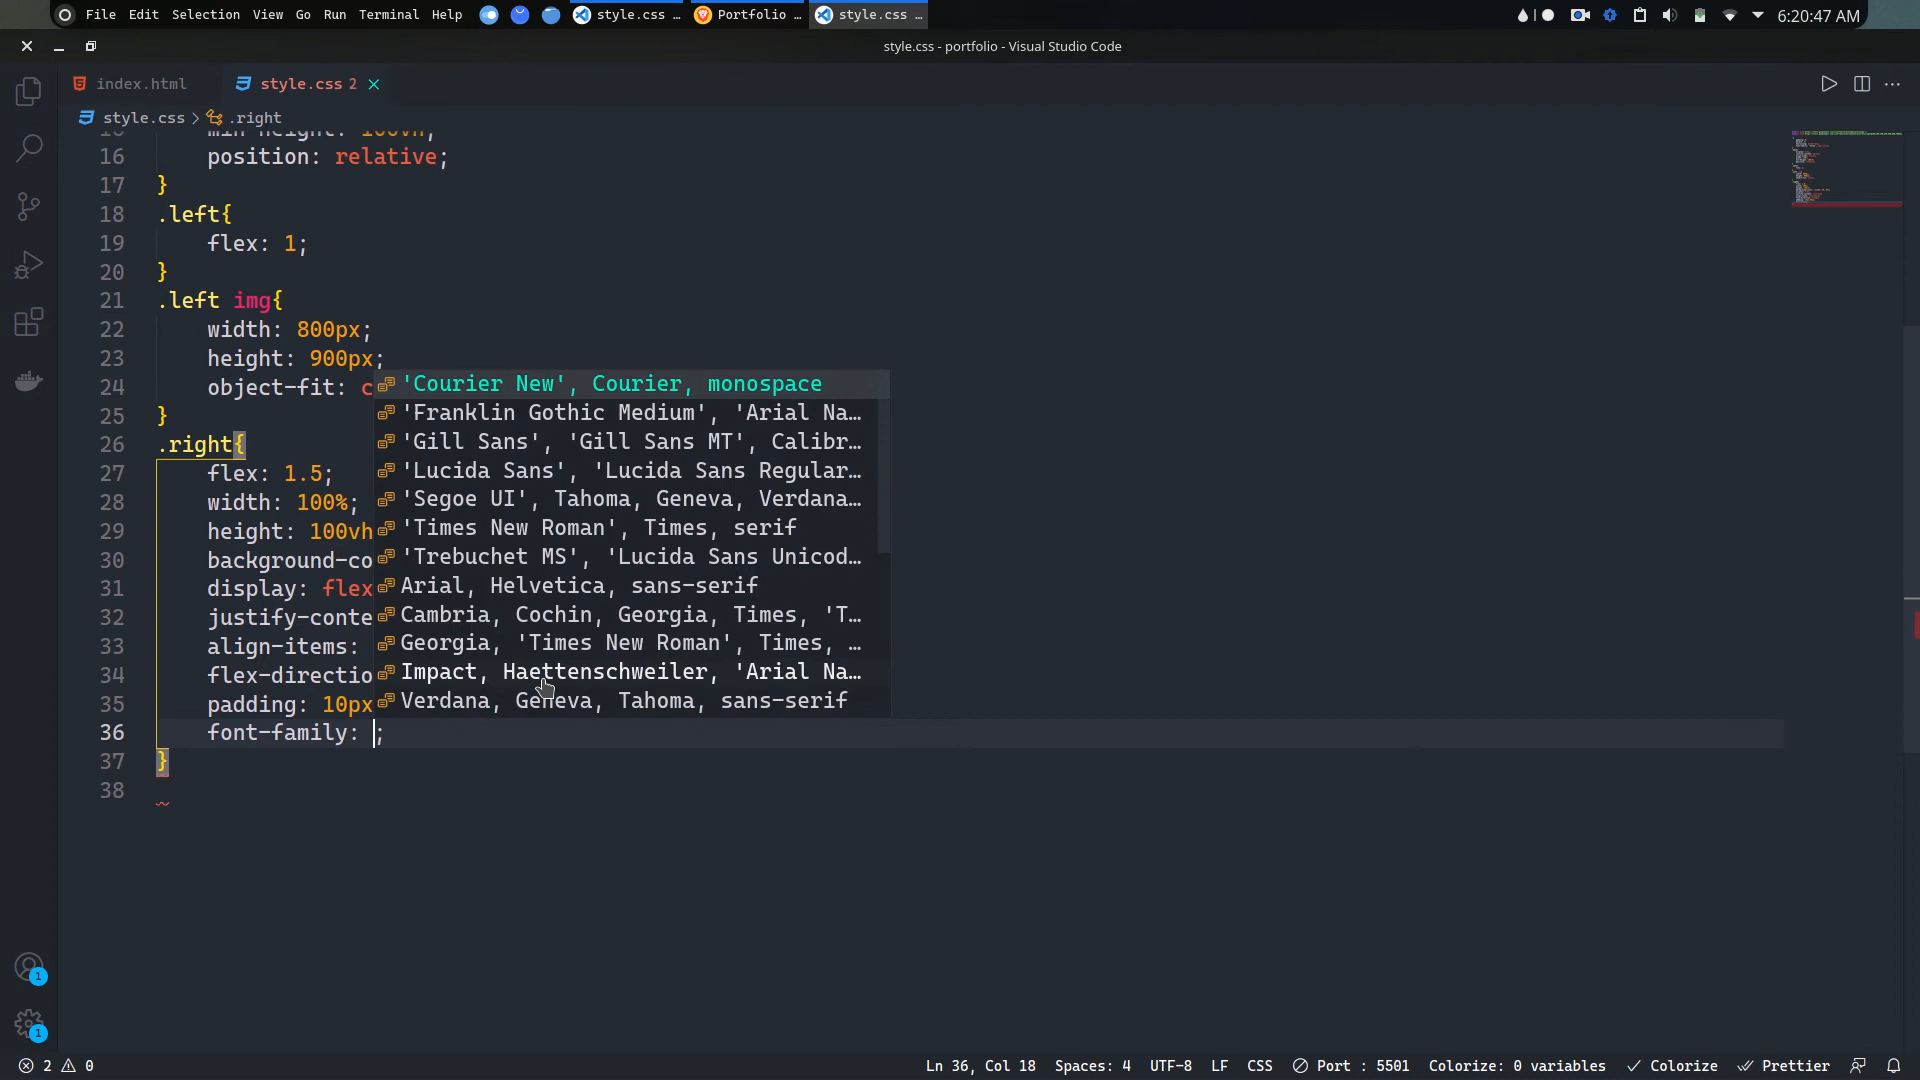 File Edit Selection View Go Run Terminal Help style.css … Portfolio … style.css … 6:20:47 AM
style.css - portfolio - Visual Studio Code
index.html style.css 2
style.css > .right
16 position: relative;
17 }
18 .left{
19 flex: 1;
20 }
21 .left img{
22 width: 800px;
23 height: 900px;
24 object-fit: c
25 }
26 .right{
27 flex: 1.5;
28 width: 100%;
29 height: 100vh
30 background-co
31 display: flex
32 justify-conte
33 align-items:
34 flex-directio
35 padding: 10px
36 font-family: ;
37 }
38
'Courier New', Courier, monospace
'Franklin Gothic Medium', 'Arial Na…
'Gill Sans', 'Gill Sans MT', Calibr…
'Lucida Sans', 'Lucida Sans Regular…
'Segoe UI', Tahoma, Geneva, Verdana…
'Times New Roman', Times, serif
'Trebuchet MS', 'Lucida Sans Unicod…
Arial, Helvetica, sans-serif
Cambria, Cochin, Georgia, Times, 'T…
Georgia, 'Times New Roman', Times, …
Impact, Haettenschweiler, 'Arial Na…
Verdana, Geneva, Tahoma, sans-serif
1
1
2 0 Ln 36, Col 18 Spaces: 4 UTF-8 LF CSS Port : 5501 Colorize: 0 variables Colorize Prettier